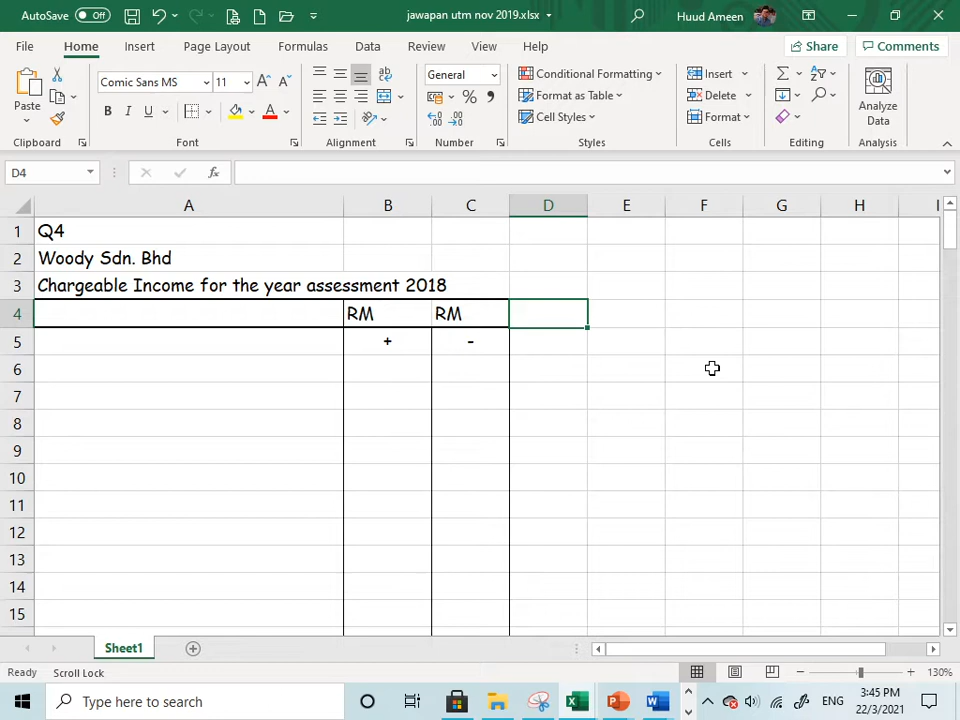 AutoSave Off
jawapan utm nov 2019.xlsx
Huud Ameen
File Home Insert Page Layout Formulas Data Review View Help
Share Comments
Paste
Clipboard
Comic Sans MS 11
A A
B I U A
Font
ab
Alignment
General
% 9
Number
Conditional Formatting
Format as Table
Cell Styles
Styles
Insert
Delete
Format
Cells
Editing
Analyze
Data
Analysis
D4
fx
A B C D E F G H I
1 Q4
2 Woody Sdn. Bhd
3 Chargeable Income for the year assessment 2018
4 RM RM
5 + -
6
7
8
9
10
11
12
13
14
15
Sheet1
Ready Scroll Lock
130%
Type here to search
ENG
3:45 PM
22/3/2021